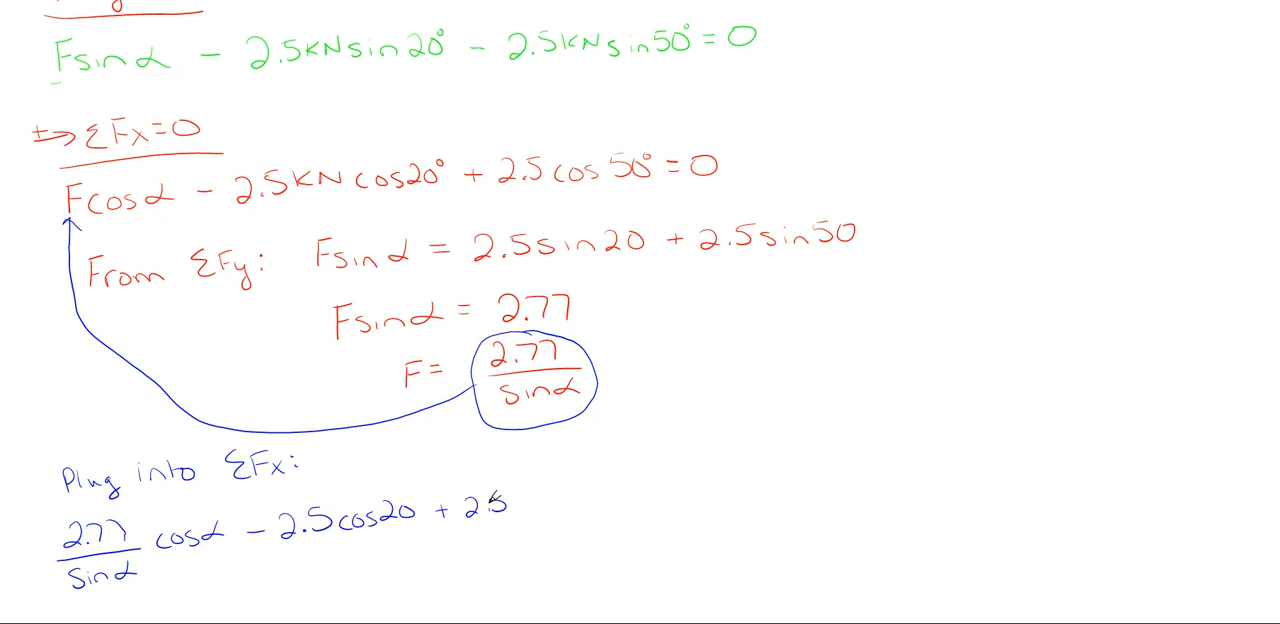 Fsinα - 2.5KNsin20° - 2.5KNsin50° = 0
+→ ΣFx=0
Fcosα - 2.5KN cos20° + 2.5 cos 50° = 0
From ΣFy: Fsinα = 2.5sin20 + 2.5sin50
Fsinα = 2.77
F= 2.77/sinα
Plug into ΣFx:
2.77/sinα cosα - 2.5cos20 + 2.5